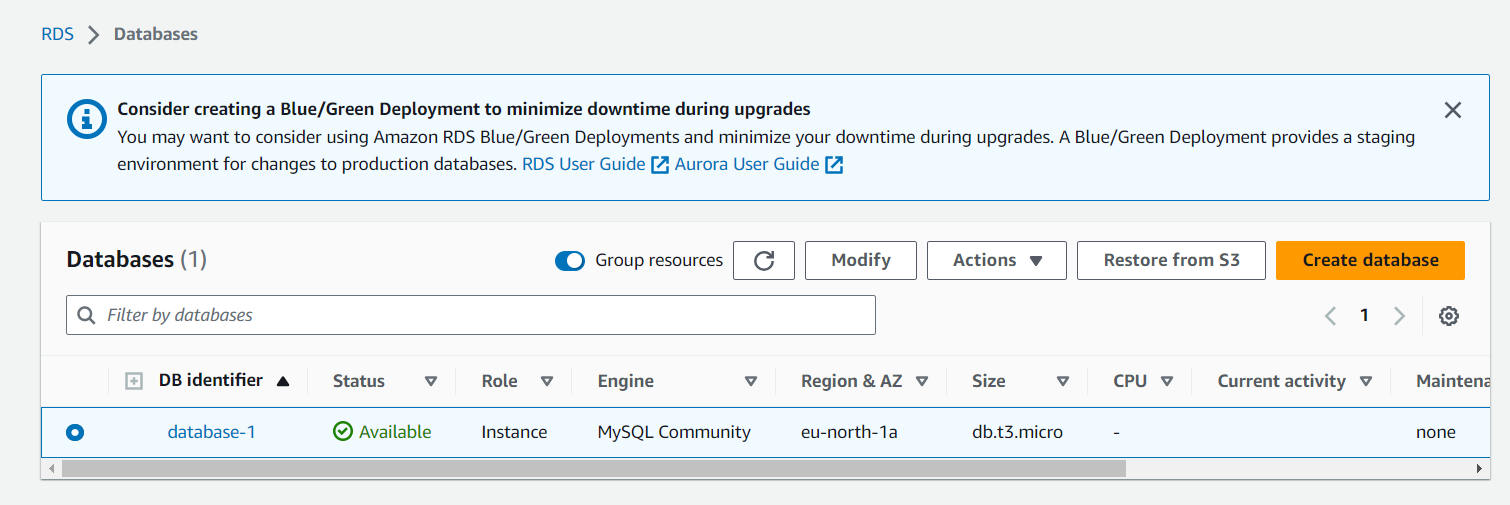 RDS > Databases
Consider creating a Blue/Green Deployment to minimize downtime during upgrades
You may want to consider using Amazon RDS Blue/Green Deployments and minimize your downtime during upgrades. A Blue/Green Deployment provides a staging
environment for changes to production databases. RDS User Guide Aurora User Guide
Databases (1) Group resources Modify Actions Restore from S3 Create database
Filter by databases 1
DB identifier Status Role Engine Region & AZ Size CPU Current activity Maintena
database-1 Available Instance MySQL Community eu-north-1a db.t3.micro - none